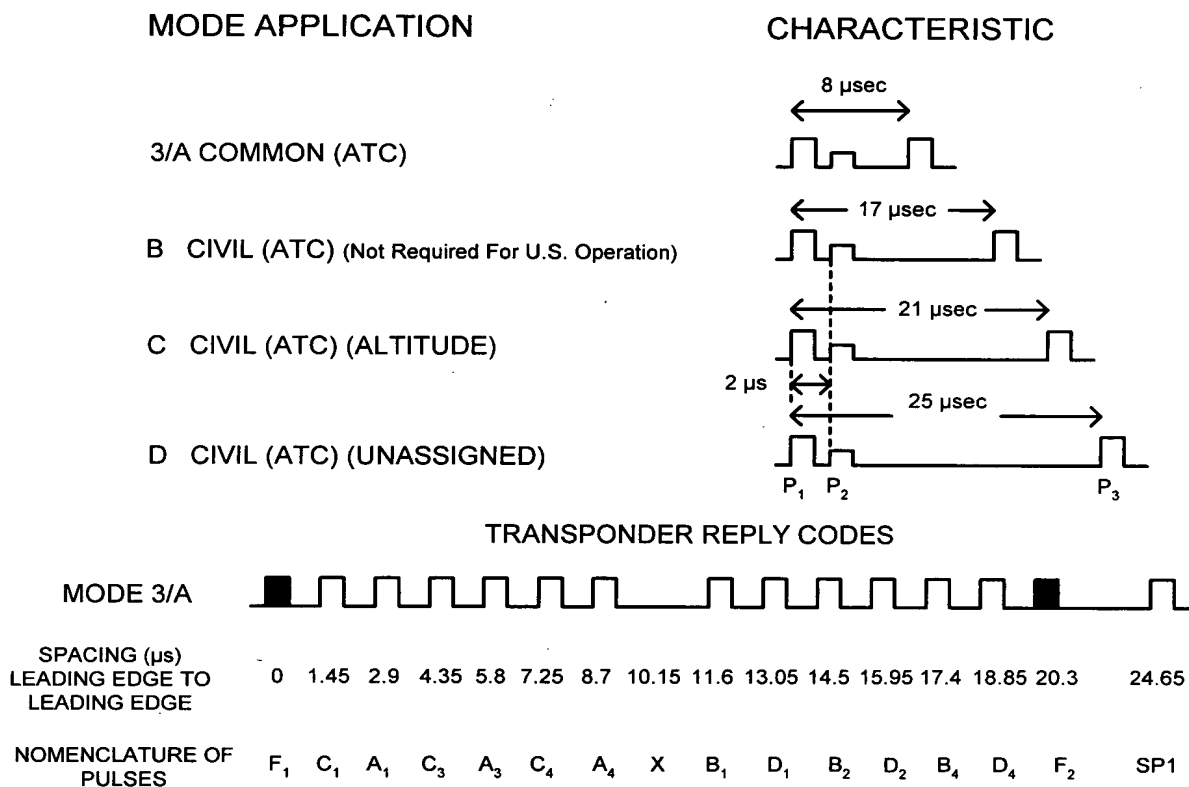 MODE APPLICATION CHARACTERISTIC
8 µsec
3/A COMMON (ATC)
17 µsec
B CIVIL (ATC) (Not Required For U.S. Operation)
21 µsec
C CIVIL (ATC) (ALTITUDE)
2 µs
25 µsec
D CIVIL (ATC) (UNASSIGNED)
P₁ P₂ P₃
TRANSPONDER REPLY CODES
MODE 3/A
SPACING (µs)
LEADING EDGE TO
LEADING EDGE
0 1.45 2.9 4.35 5.8 7.25 8.7 10.15 11.6 13.05 14.5 15.95 17.4 18.85 20.3 24.65
NOMENCLATURE OF
PULSES
F₁ C₁ A₁ C₃ A₃ C₄ A₄ X B₁ D₁ B₂ D₂ B₄ D₄ F₂ SP1